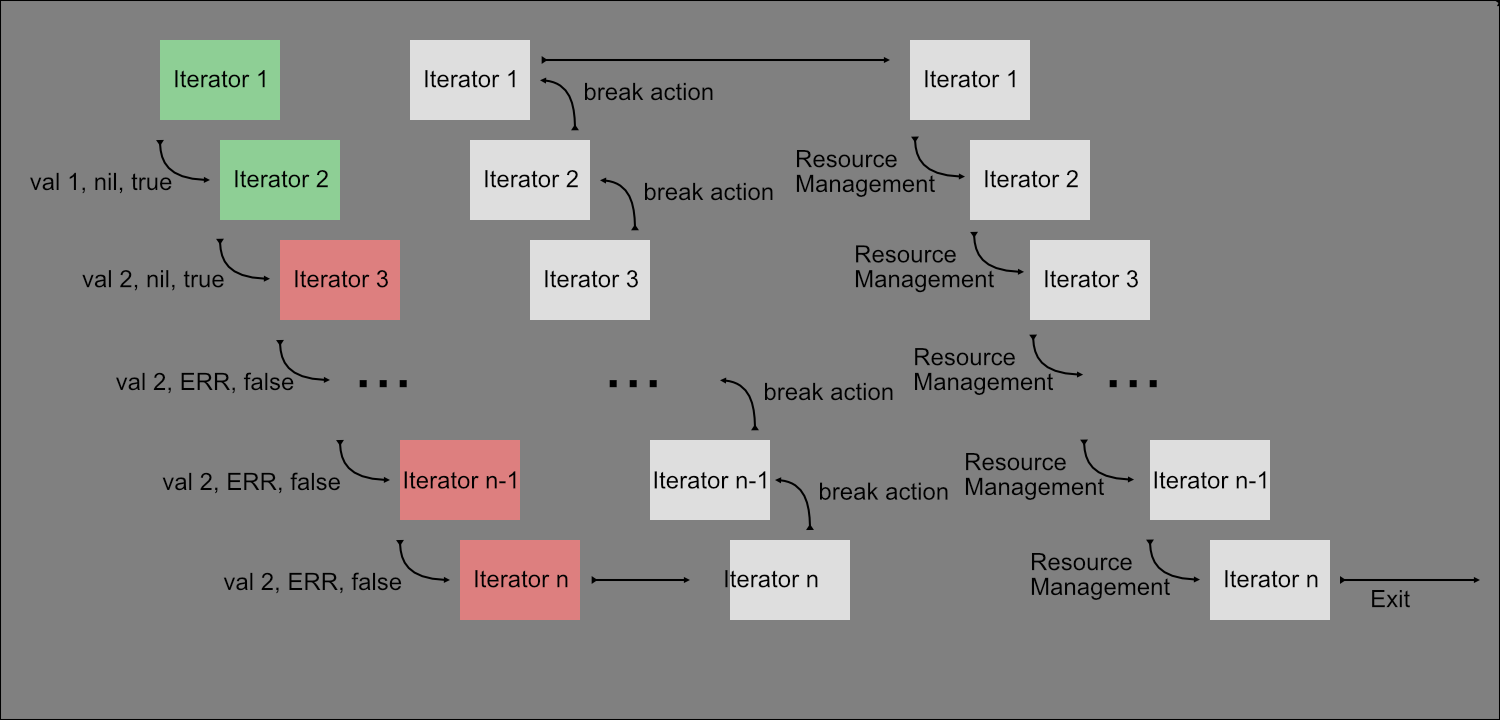 Iterator 1
Iterator 1
Iterator 1
break action
val 1, nil, true
Iterator 2
Iterator 2
break action
Resource
Management
Iterator 2
val 2, nil, true
Iterator 3
Iterator 3
Resource
Management
Iterator 3
val 2, ERR, false
...
...
break action
Resource
Management
...
val 2, ERR, false
Iterator n-1
Iterator n-1
break action
Resource
Management
Iterator n-1
val 2, ERR, false
Iterator n
Iterator n
Resource
Management
Iterator n
Exit